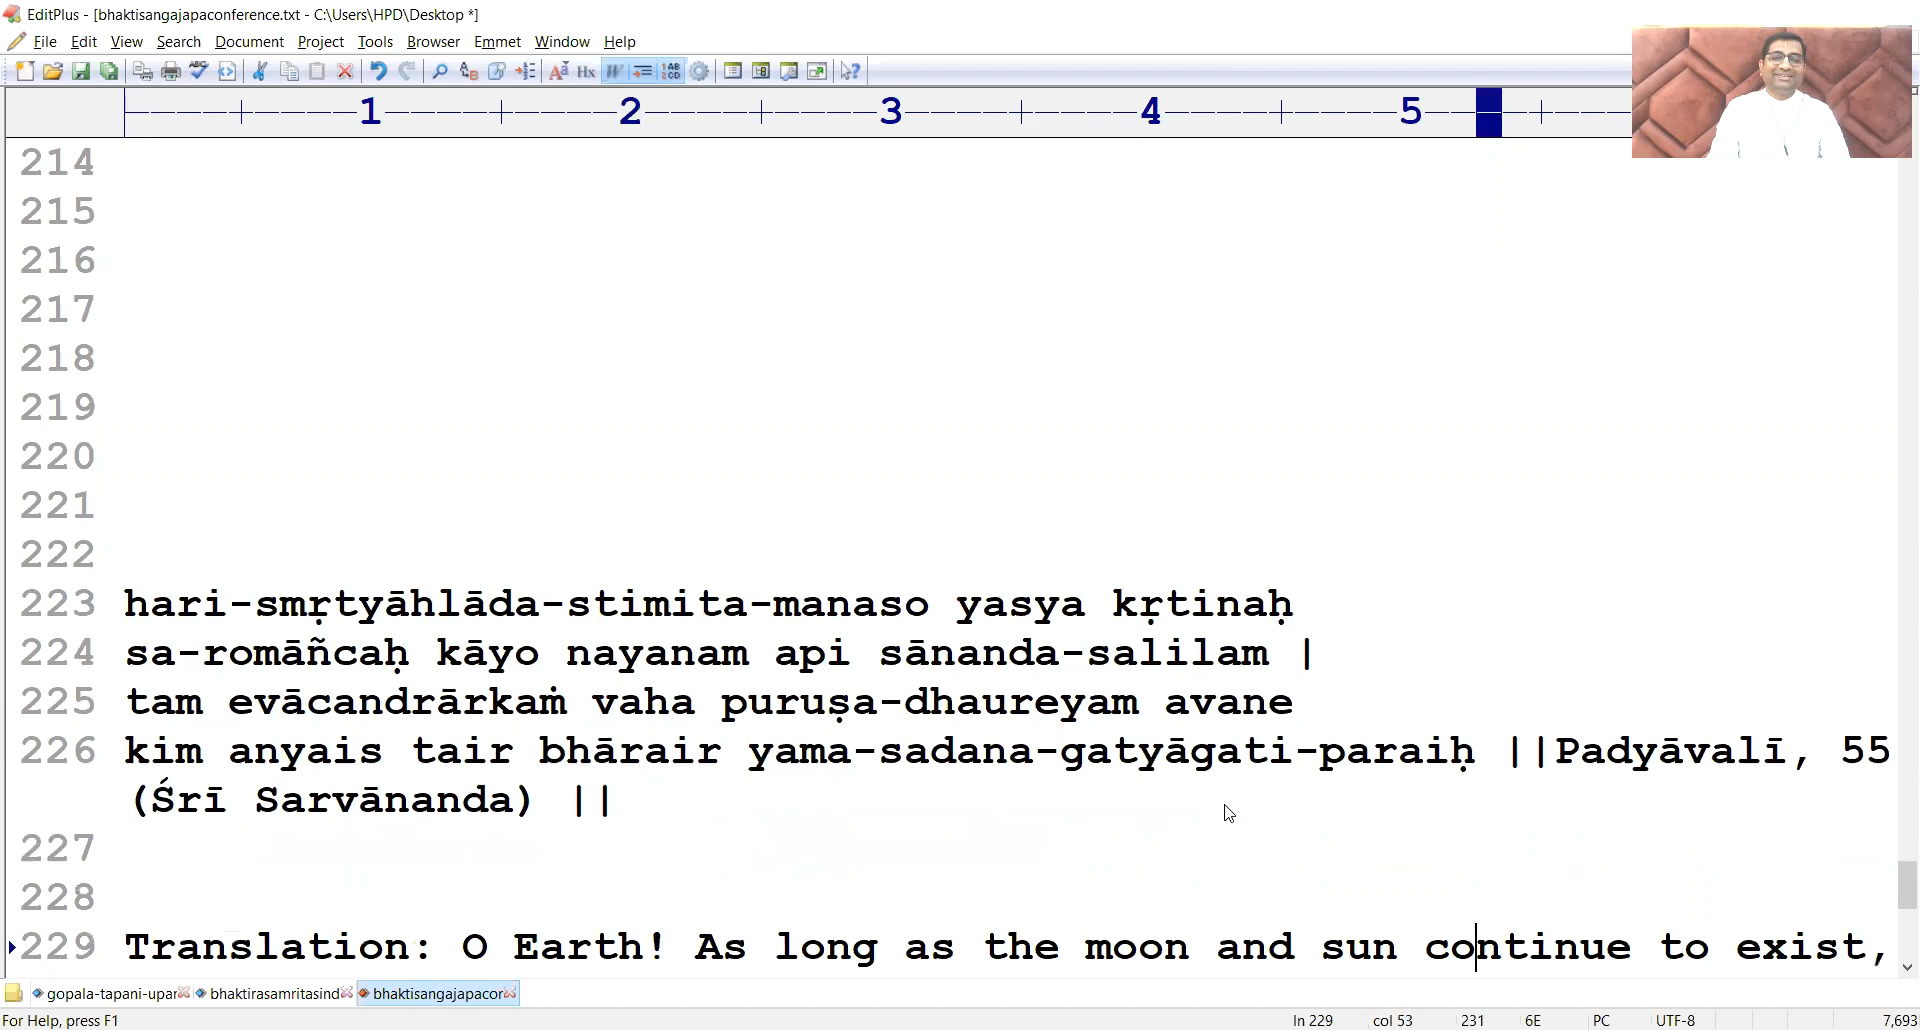 EditPlus - [bhaktisangajapaconference.txt - C:\Users\HPD\Desktop *]
File Edit View Search Document Project Tools Browser Emmet Window Help
1 2 3 4 5
214
215
216
217
218
219
220
221
222
223 hari-smṛtyāhlāda-stimita-manaso yasya kṛtinaḥ
224 sa-romāñcaḥ kāyo nayanam api sānanda-salilam |
225 tam evācandrārkaṁ vaha puruṣa-dhaureyam avane
226 kim anyais tair bhārair yama-sadana-gatyāgati-paraiḥ ||Padyāvalī, 55
(Śrī Sarvānanda) ||
227
228
229 Translation: O Earth! As long as the moon and sun continue to exist,
gopala-tapani-upar bhaktirasamritasind bhaktisangajapacor
For Help, press F1 ln 229 col 53 231 6E PC UTF-8 7,693